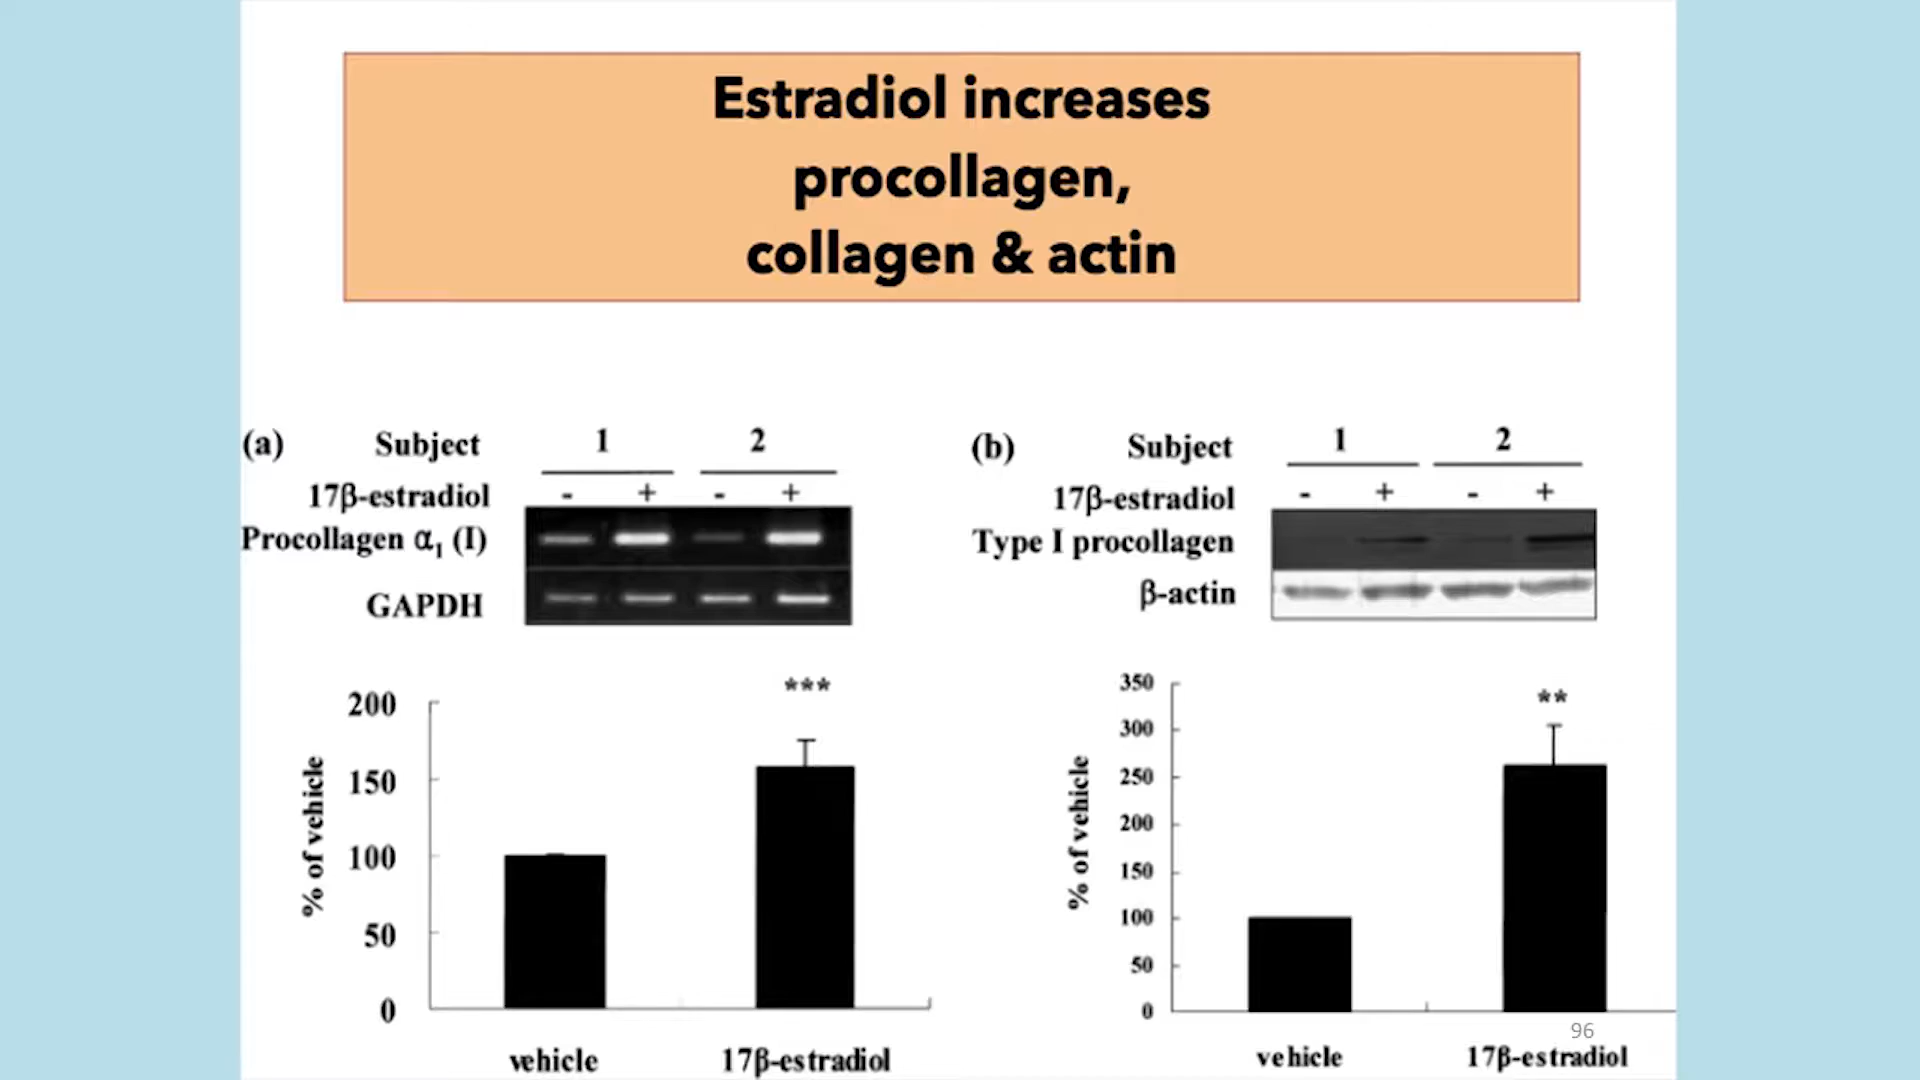 Estradiol increases
procollagen,
collagen & actin
(a) Subject 1 2
17β-estradiol - + - +
Procollagen α1 (I)
GAPDH
***
200
150
100
50
0
% of vehicle
vehicle 17β-estradiol
(b) Subject 1 2
17β-estradiol - + - +
Type I procollagen
β-actin
**
350
300
250
200
150
100
50
0
% of vehicle
96
vehicle 17β-estradiol